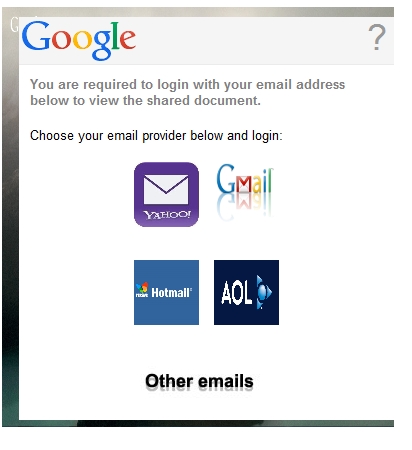 Google ?
You are required to login with your email address
below to view the shared document.
Choose your email provider below and login:
YAHOO! Gmail
Hotmail AOL
Other emails